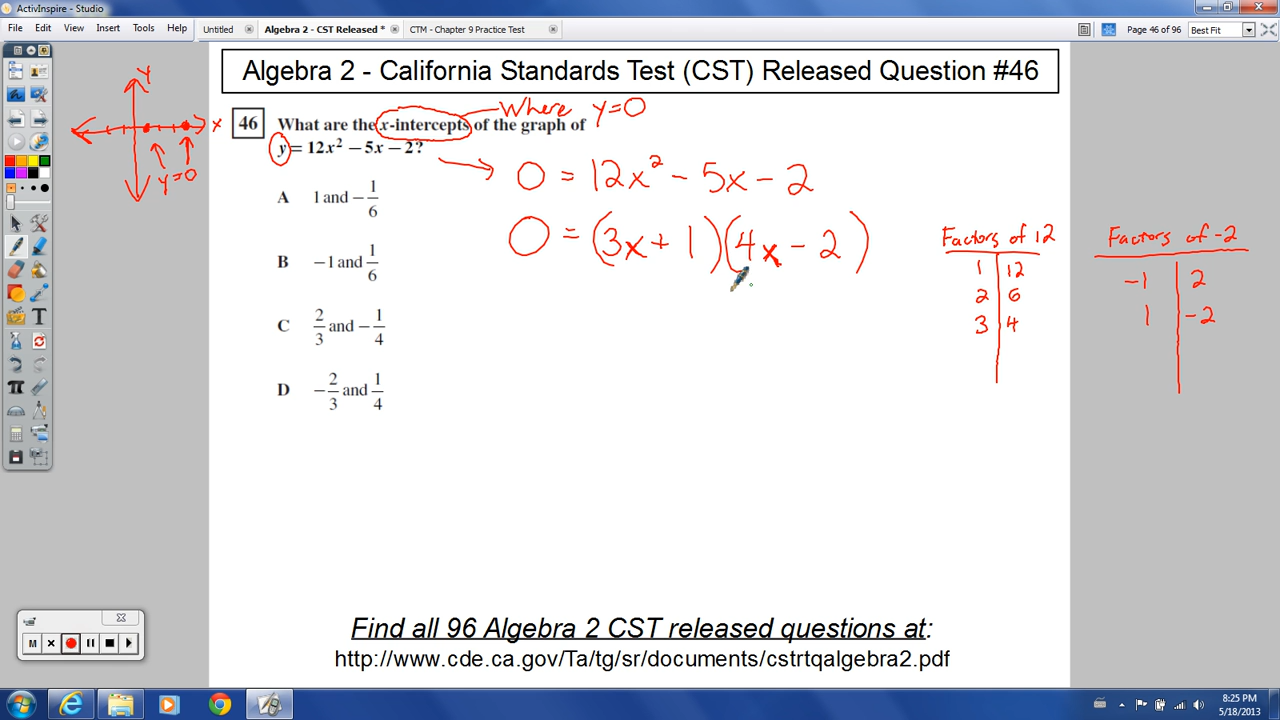 ActivInspire - Studio
File Edit View Insert Tools Help
Untitled
Algebra 2 - CST Released *
CTM - Chapter 9 Practice Test
Page 46 of 96
Best Fit
Algebra 2 - California Standards Test (CST) Released Question #46
Where y=0
46 What are the x-intercepts of the graph of
y = 12x² − 5x − 2?
y
x
y=0
0 = 12x² - 5x - 2
A 1 and −1/6
0 = (3x + 1)(4x - 2)
B −1 and 1/6
C 2/3 and −1/4
D −2/3 and 1/4
Factors of 12
1 12
2 6
3 4
Factors of -2
-1 2
1 -2
M
Find all 96 Algebra 2 CST released questions at:
http://www.cde.ca.gov/Ta/tg/sr/documents/cstrtqalgebra2.pdf
8:25 PM
5/18/2013